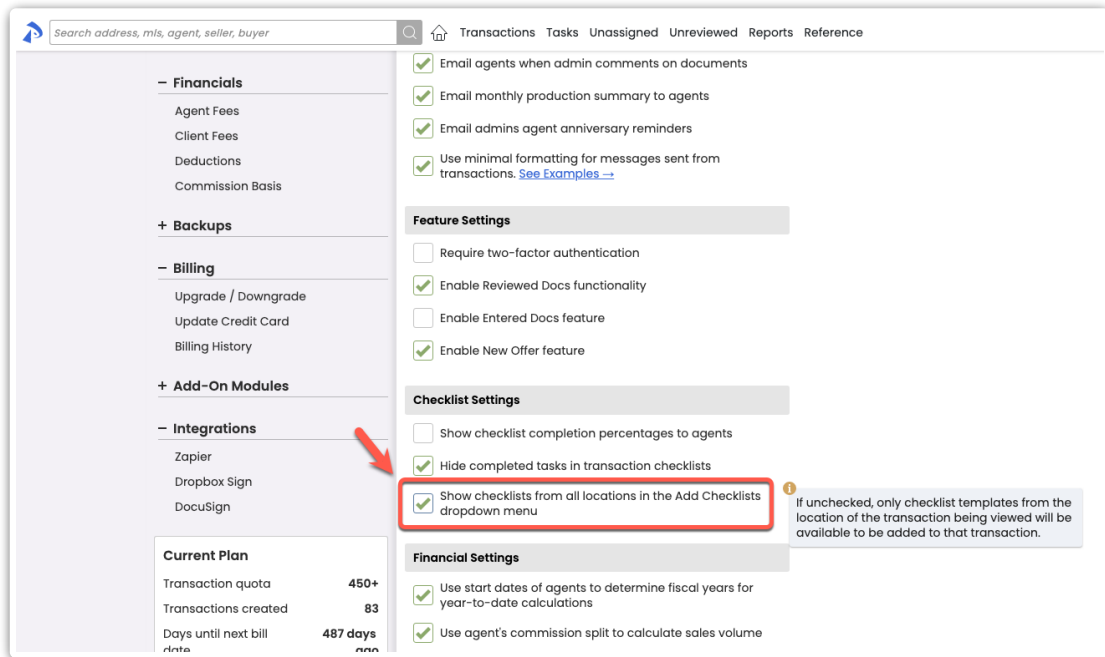 Search address, mls, agent, seller, buyer
Transactions Tasks Unassigned Unreviewed Reports Reference
− Financials
Agent Fees
Client Fees
Deductions
Commission Basis
+ Backups
− Billing
Upgrade / Downgrade
Update Credit Card
Billing History
+ Add-On Modules
− Integrations
Zapier
Dropbox Sign
DocuSign
Current Plan
Transaction quota 450+
Transactions created 83
Days until next bill 487 days
date ago
Email agents when admin comments on documents
Email monthly production summary to agents
Email admins agent anniversary reminders
Use minimal formatting for messages sent from
transactions. See Examples →
Feature Settings
Require two-factor authentication
Enable Reviewed Docs functionality
Enable Entered Docs feature
Enable New Offer feature
Checklist Settings
Show checklist completion percentages to agents
Hide completed tasks in transaction checklists
Show checklists from all locations in the Add Checklists
dropdown menu
If unchecked, only checklist templates from the
location of the transaction being viewed will be
available to be added to that transaction.
Financial Settings
Use start dates of agents to determine fiscal years for
year-to-date calculations
Use agent's commission split to calculate sales volume